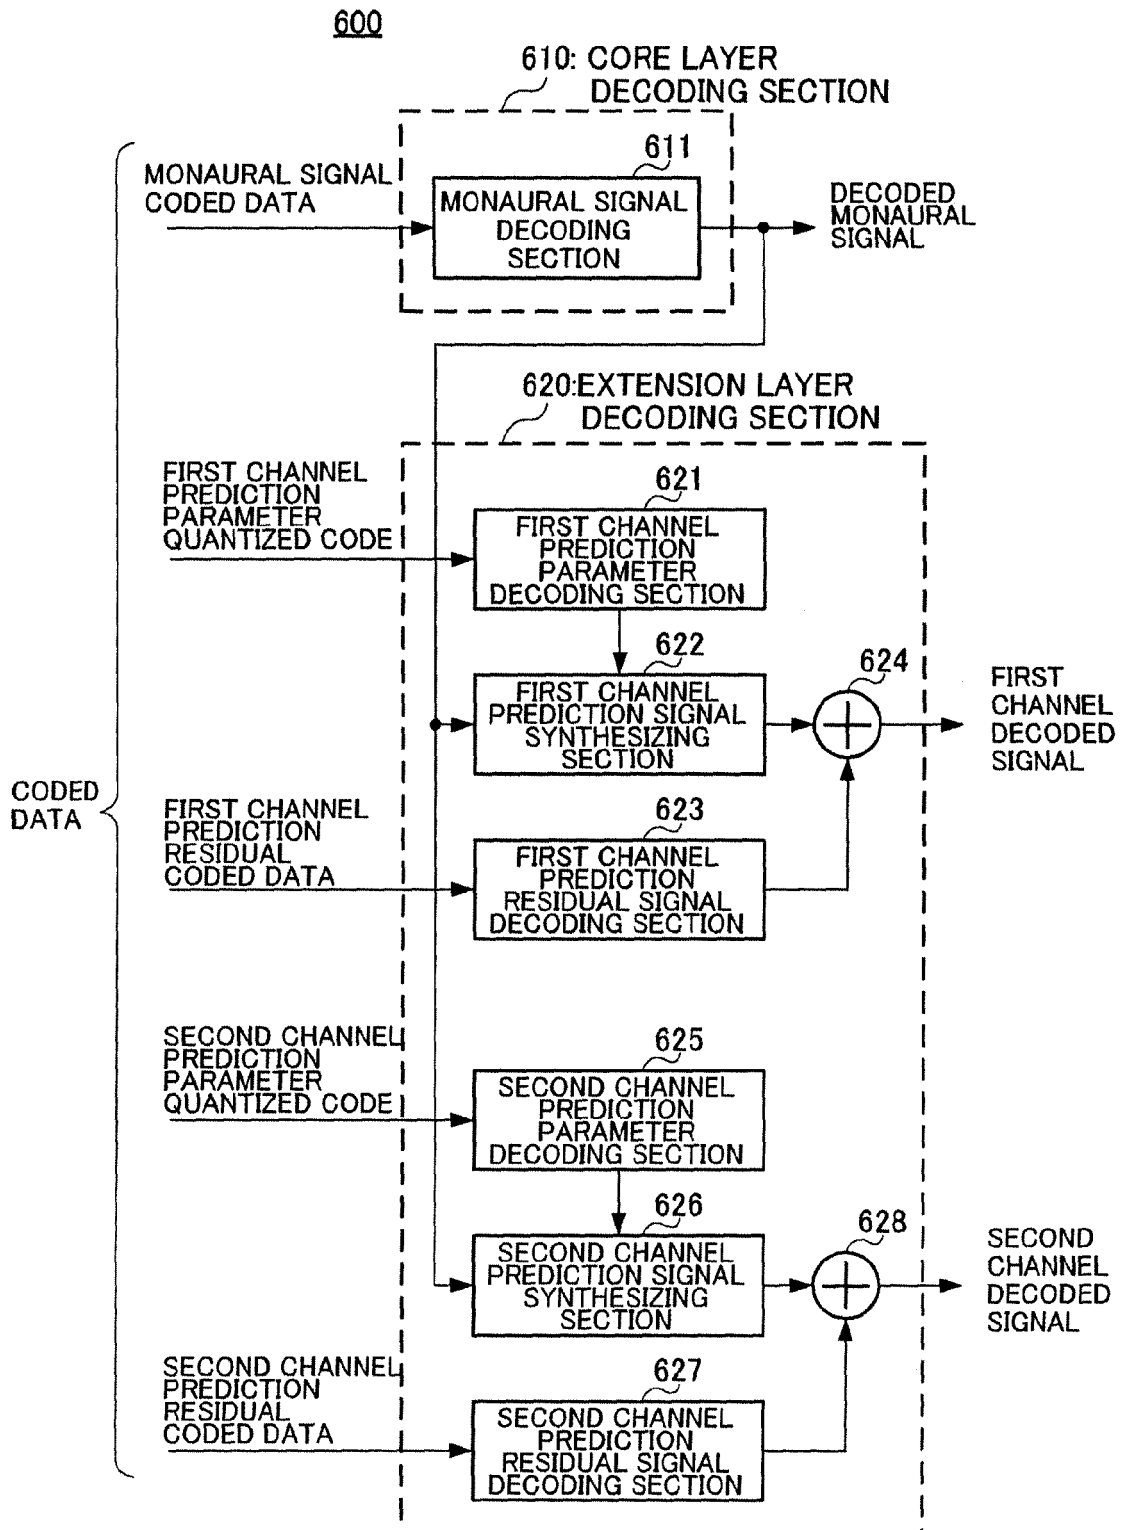 600
610: CORE LAYER
DECODING SECTION
611
MONAURAL SIGNAL
CODED DATA
MONAURAL SIGNAL
DECODING
SECTION
DECODED
MONAURAL
SIGNAL
620:EXTENSION LAYER
DECODING SECTION
FIRST CHANNEL
PREDICTION
PARAMETER
QUANTIZED CODE
621
FIRST CHANNEL
PREDICTION
PARAMETER
DECODING SECTION
622
FIRST CHANNEL
PREDICTION SIGNAL
SYNTHESIZING
SECTION
624
FIRST
CHANNEL
DECODED
SIGNAL
CODED
DATA
FIRST CHANNEL
PREDICTION
RESIDUAL
CODED DATA
623
FIRST CHANNEL
PREDICTION
RESIDUAL SIGNAL
DECODING SECTION
SECOND CHANNEL
PREDICTION
PARAMETER
QUANTIZED CODE
625
SECOND CHANNEL
PREDICTION
PARAMETER
DECODING SECTION
626
SECOND CHANNEL
PREDICTION SIGNAL
SYNTHESIZING
SECTION
628
SECOND
CHANNEL
DECODED
SIGNAL
SECOND CHANNEL
PREDICTION
RESIDUAL
CODED DATA
627
SECOND CHANNEL
PREDICTION
RESIDUAL SIGNAL
DECODING SECTION